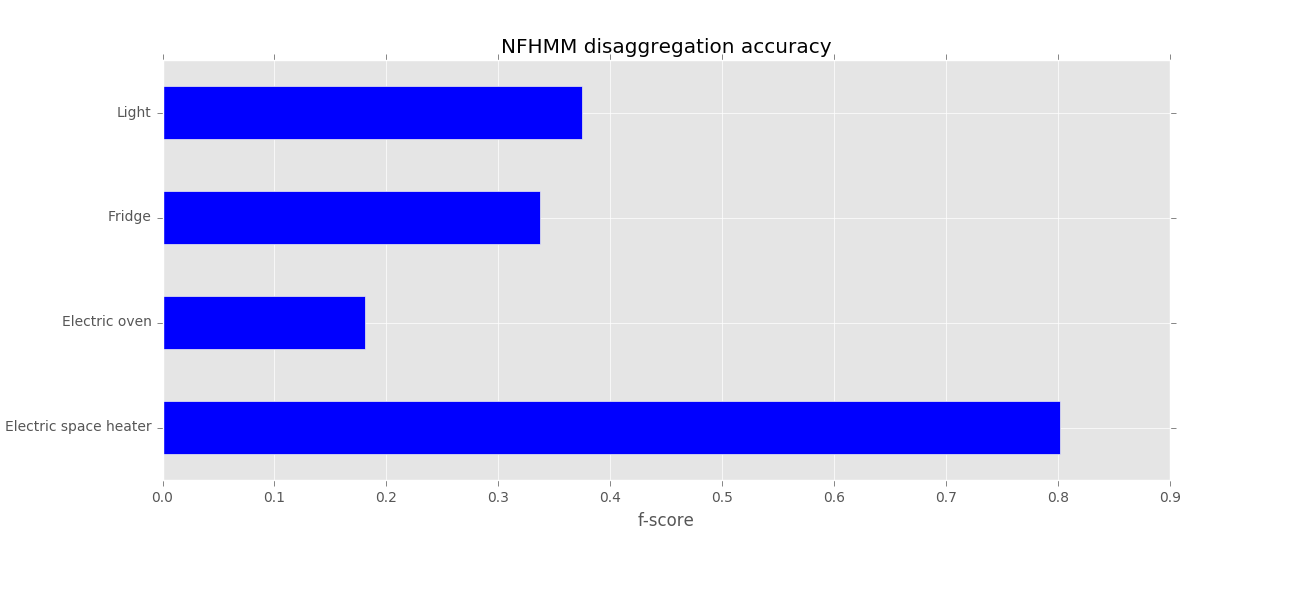 NFHMM disaggregation accuracy
Light
Fridge
Electric oven
Electric space heater
0.0 0.1 0.2 0.3 0.4 0.5 0.6 0.7 0.8 0.9
f-score